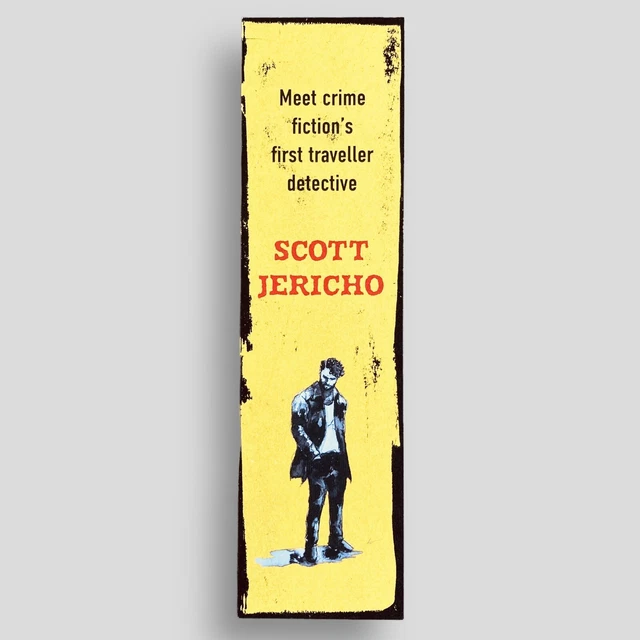 Meet crime
fiction's
first traveller
detective
SCOTT
JERICHO